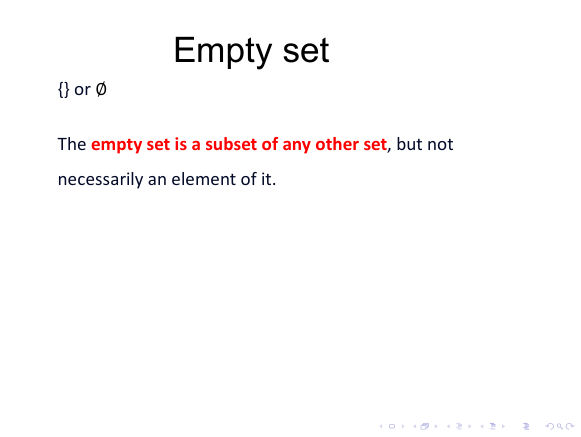 Empty set
{} or ∅
The empty set is a subset of any other set, but not
necessarily an element of it.